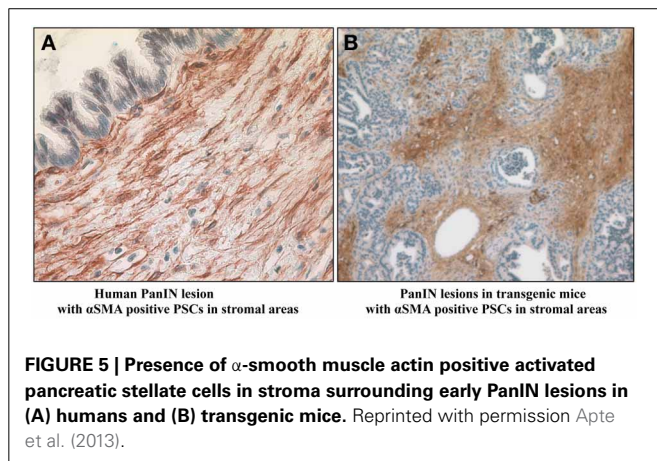 A
B
Human PanIN lesion
with αSMA positive PSCs in stromal areas
PanIN lesions in transgenic mice
with αSMA positive PSCs in stromal areas
FIGURE 5 | Presence of α-smooth muscle actin positive activated
pancreatic stellate cells in stroma surrounding early PanIN lesions in
(A) humans and (B) transgenic mice. Reprinted with permission Apte
et al. (2013).